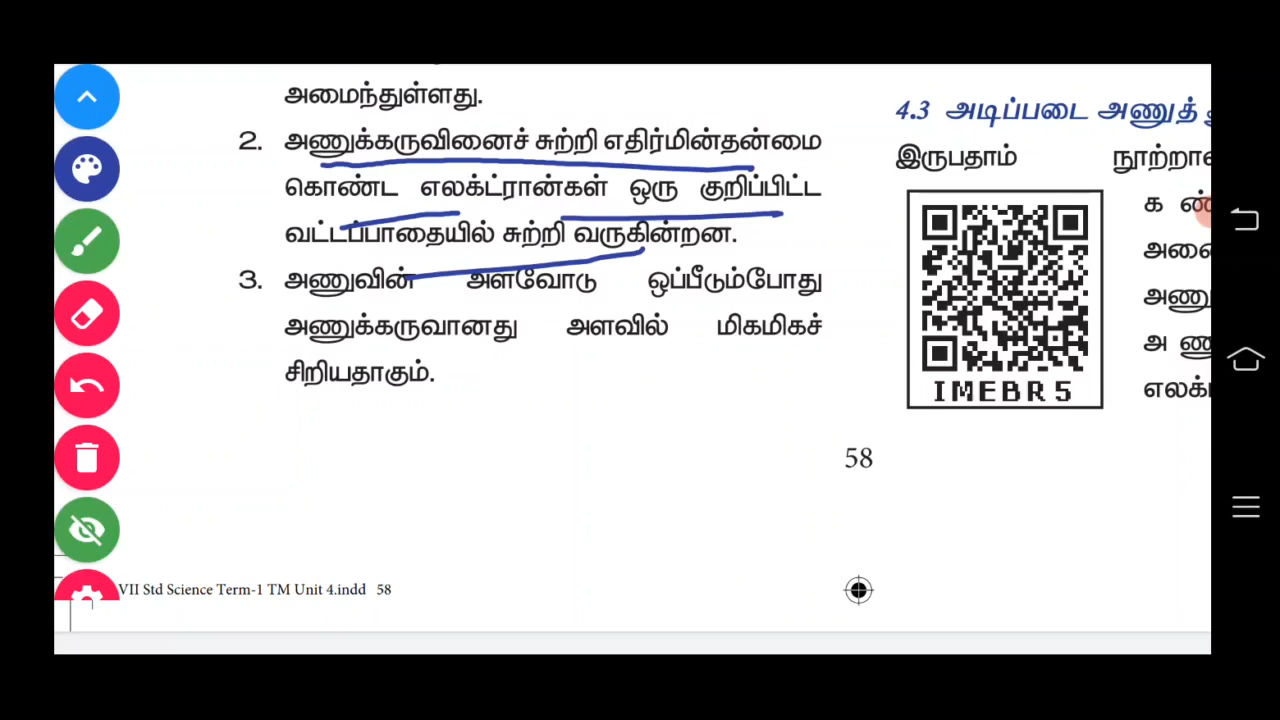 அமைந்துள்ளது.
2. அணுக்கருவினைச் சுற்றி எதிர்மின்தன்மை
கொண்ட எலக்ட்ரான்கள் ஒரு குறிப்பிட்ட
வட்டப்பாதையில் சுற்றி வருகின்றன.
3. அணுவின் அளவோடு ஒப்பீடும்போது
அணுக்கருவானது அளவில் மிகமிகச்
சிறியதாகும்.
4.3 அடிப்படை அணுத்
இருபதாம்
IMEBR5
58
VII Std Science Term-1 TM Unit 4.indd 58